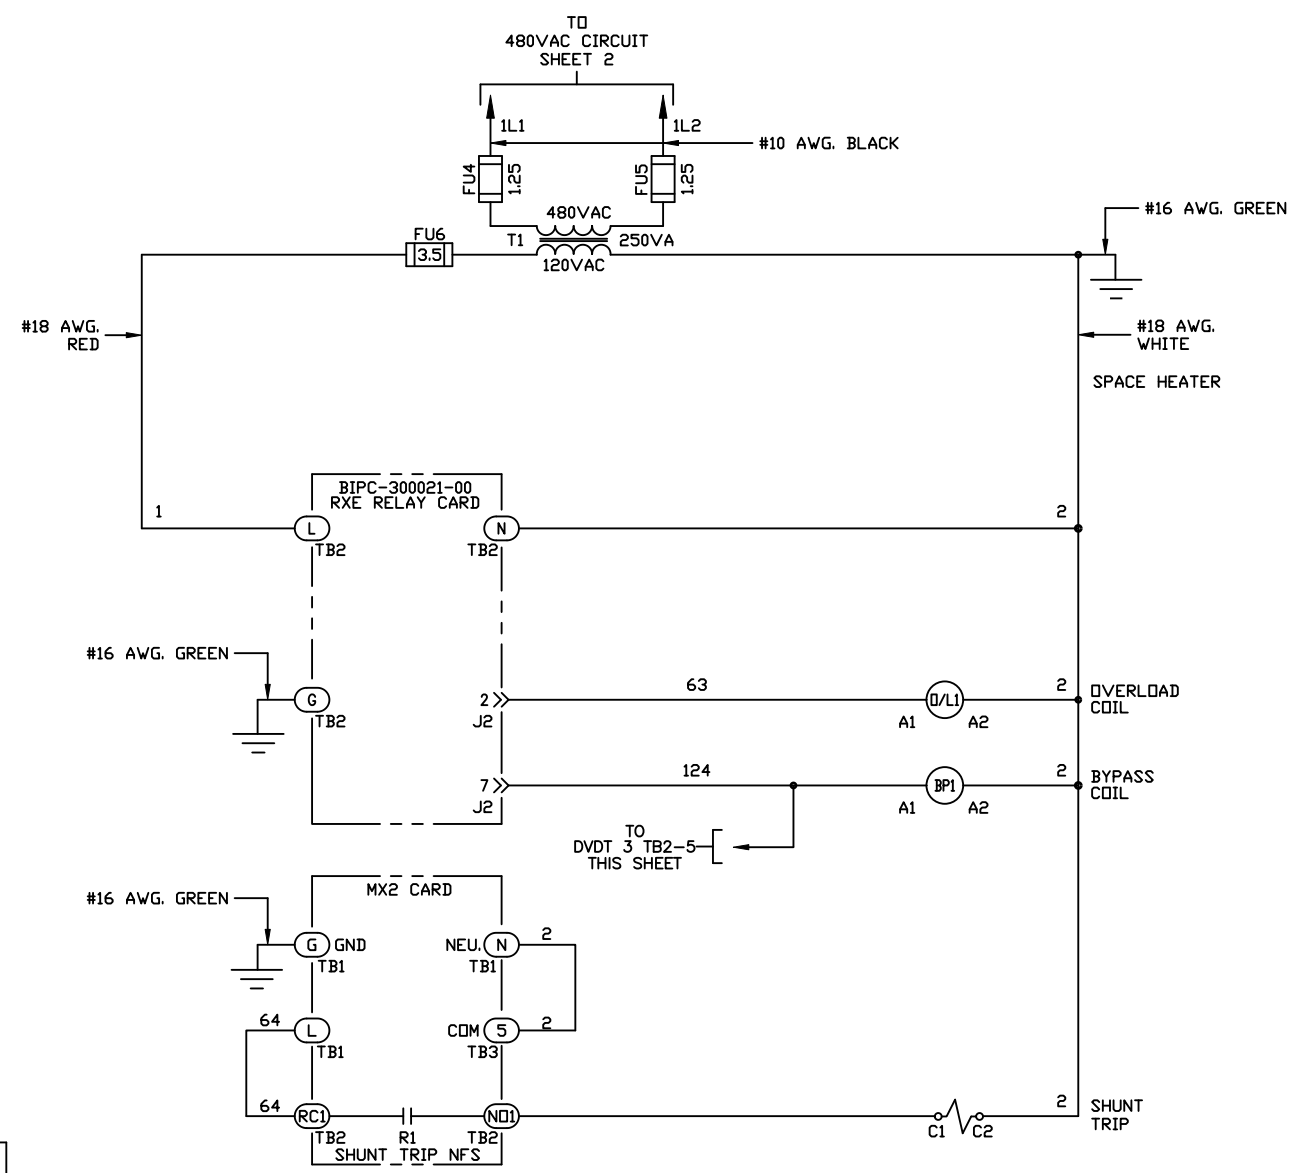 TO
480VAC CIRCUIT
SHEET 2
1L1
1L2
#10 AWG. BLACK
FU4
1.25
FU5
1.25
#16 AWG. GREEN
480VAC
T1
250VA
120VAC
FU6
3.5
#18 AWG.
RED
#18 AWG.
WHITE
SPACE HEATER
BIPC-300021-00
RXE RELAY CARD
1
L
TB2
N
TB2
2
#16 AWG. GREEN
G
TB2
2
J2
63
O/L1
A1
A2
2
OVERLOAD
COIL
7
J2
124
BP1
A1
A2
2
BYPASS
COIL
TO
DVDT 3 TB2-5
THIS SHEET
MX2 CARD
#16 AWG. GREEN
G
GND
TB1
NEU.
N
TB1
2
64
L
TB1
COM
5
TB3
2
64
RC1
TB2
R1
NO1
TB2
SHUNT TRIP NFS
C1
C2
2
SHUNT
TRIP